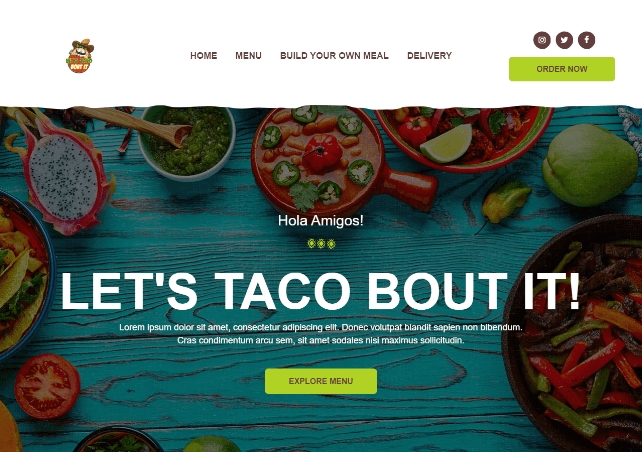 BOUT IT
HOME MENU BUILD YOUR OWN MEAL DELIVERY
ORDER NOW
Hola Amigos!
LET'S TACO BOUT IT!
Lorem ipsum dolor sit amet, consectetur adipiscing elit. Donec volutpat blandit sapien non bibendum.
Cras condimentum arcu sem, sit amet sodales nisi maximus sollicitudin.
EXPLORE MENU